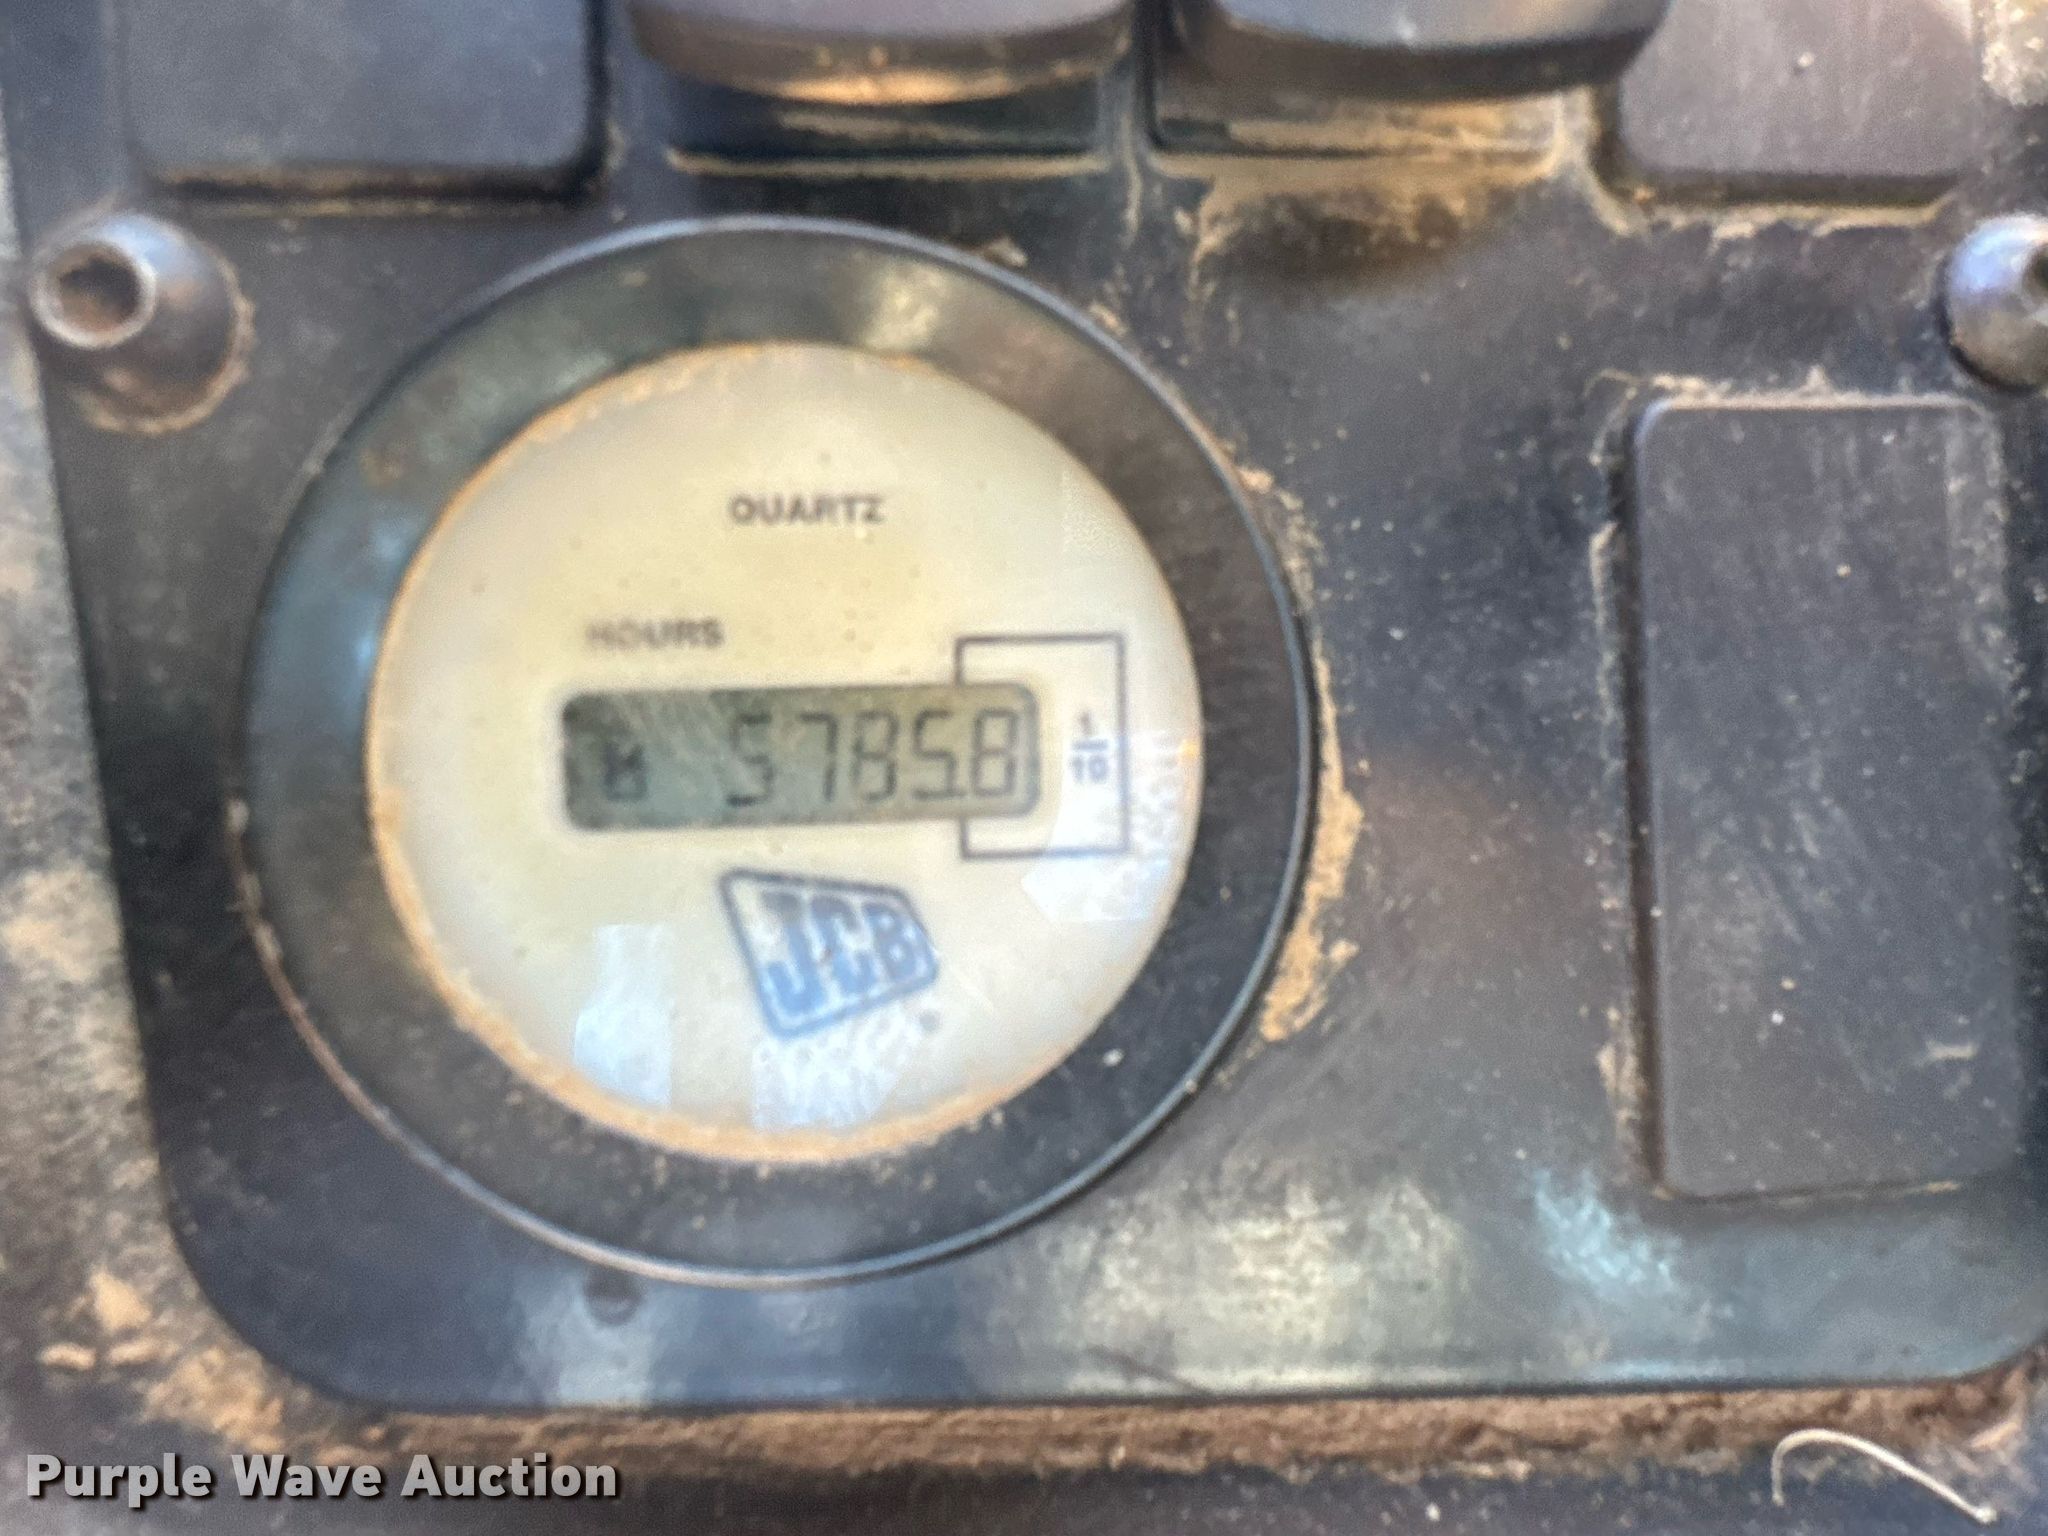 QUARTZ
HOURS
5785.8
1
10
JCB
Purple Wave Auction